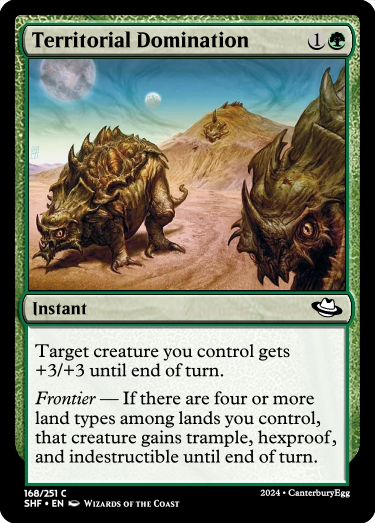 Territorial Domination 1
Instant
Target creature you control gets
+3/+3 until end of turn.
Frontier — If there are four or more
land types among lands you control,
that creature gains trample, hexproof,
and indestructible until end of turn.
168/251 C
SHF • EN Wizards of the Coast
2024 • CanterburyEgg